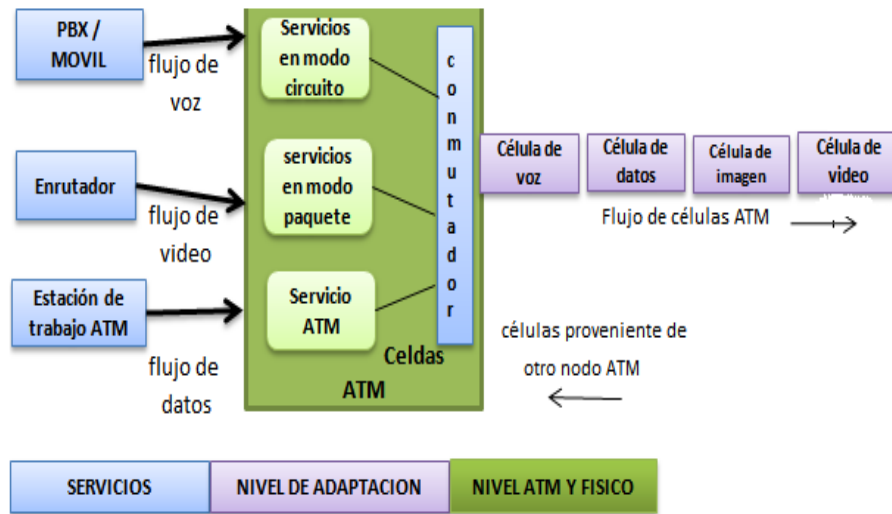 PBX /
MOVIL
flujo de
voz
Servicios
en modo
circuito
conmutador
Enrutador
flujo de
video
servicios
en modo
paquete
Célula de
voz
Célula de
datos
Célula de
imagen
Célula de
video
Flujo de células ATM
Estación de
trabajo ATM
flujo de
datos
Servicio
ATM
Celdas
ATM
células proveniente de
otro nodo ATM
SERVICIOS
NIVEL DE ADAPTACION
NIVEL ATM Y FISICO